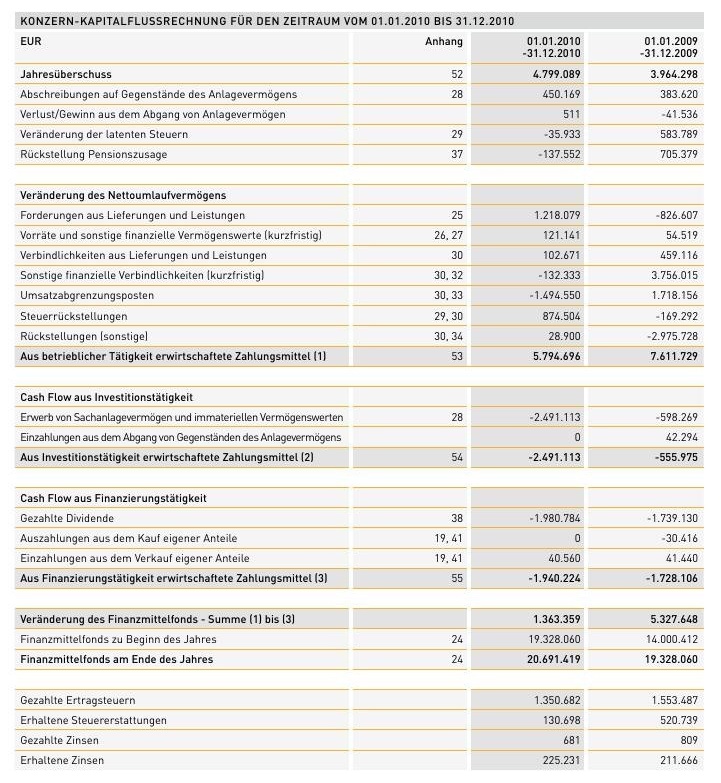 KONZERN-KAPITALFLUSSRECHNUNG FÜR DEN ZEITRAUM VOM 01.01.2010 BIS 31.12.2010
EUR Anhang 01.01.2010 -31.12.2010 01.01.2009 -31.12.2009
Jahresüberschuss 52 4.799.089 3.964.298
Abschreibungen auf Gegenstände des Anlagevermögens 28 450.169 383.620
Verlust/Gewinn aus dem Abgang von Anlagevermögen 511 -41.536
Veränderung der latenten Steuern 29 -35.933 583.789
Rückstellung Pensionszusage 37 -137.552 705.379
Veränderung des Nettoumlaufvermögens
Forderungen aus Lieferungen und Leistungen 25 1.218.079 -826.607
Vorräte und sonstige finanzielle Vermögenswerte (kurzfristig) 26, 27 121.141 54.519
Verbindlichkeiten aus Lieferungen und Leistungen 30 102.671 459.116
Sonstige finanzielle Verbindlichkeiten (kurzfristig) 30, 32 -132.333 3.756.015
Umsatzabgrenzungsposten 30, 33 -1.494.550 1.718.156
Steuerrückstellungen 29, 30 874.504 -169.292
Rückstellungen (sonstige) 30, 34 28.900 -2.975.728
Aus betrieblicher Tätigkeit erwirtschaftete Zahlungsmittel (1) 53 5.794.696 7.611.729
Cash Flow aus Investitionstätigkeit
Erwerb von Sachanlagevermögen und immateriellen Vermögenswerten 28 -2.491.113 -598.269
Einzahlungen aus dem Abgang von Gegenständen des Anlagevermögens 0 42.294
Aus Investitionstätigkeit erwirtschaftete Zahlungsmittel (2) 54 -2.491.113 -555.975
Cash Flow aus Finanzierungstätigkeit
Gezahlte Dividende 38 -1.980.784 -1.739.130
Auszahlungen aus dem Kauf eigener Anteile 19, 41 0 -30.416
Einzahlungen aus dem Verkauf eigener Anteile 19, 41 40.560 41.440
Aus Finanzierungstätigkeit erwirtschaftete Zahlungsmittel (3) 55 -1.940.224 -1.728.106
Veränderung des Finanzmittelfonds - Summe (1) bis (3) 1.363.359 5.327.648
Finanzmittelfonds zu Beginn des Jahres 24 19.328.060 14.000.412
Finanzmittelfonds am Ende des Jahres 24 20.691.419 19.328.060
Gezahlte Ertragsteuern 1.350.682 1.553.487
Erhaltene Steuererstattungen 130.698 520.739
Gezahlte Zinsen 681 809
Erhaltene Zinsen 225.231 211.666